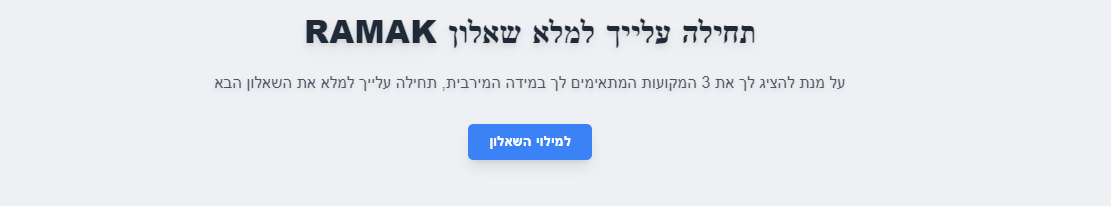 תחילה עלייך למלא שאלון RAMAK
על מנת להציג לך את 3 המקועות המתאימים לך במידה המירבית, תחילה עלייך למלא את השאלון הבא
למילוי השאלון